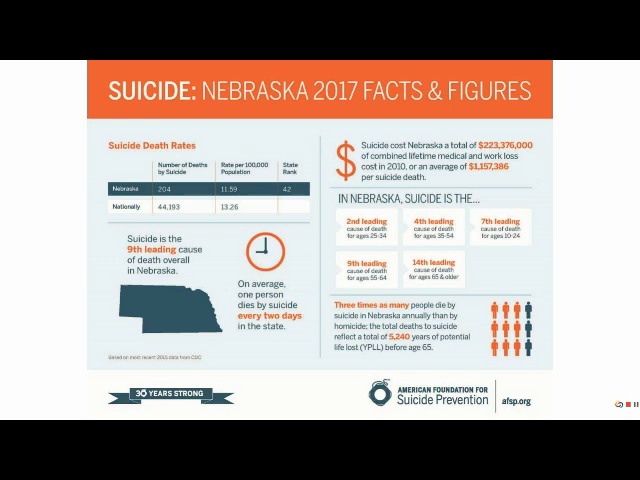 SUICIDE: NEBRASKA 2017 FACTS & FIGURES
Suicide Death Rates
Number of Deaths by Suicide Rate per 100,000 Population State Rank
Nebraska 204 11.59 42
Nationally 44,193 13.26
Suicide is the
9th leading cause
of death overall
in Nebraska.
On average,
one person
dies by suicide
every two days
in the state.
Based on most recent 2015 data from CDC
$
Suicide cost Nebraska a total of $223,376,000
of combined lifetime medical and work loss
cost in 2010, or an average of $1,157,386
per suicide death.
IN NEBRASKA, SUICIDE IS THE...
2nd leading
cause of death
for ages 25-34
4th leading
cause of death
for ages 35-54
7th leading
cause of death
for ages 10-24
9th leading
cause of death
for ages 55-64
14th leading
cause of death
for ages 65 & older
Three times as many people die by
suicide in Nebraska annually than by
homicide; the total deaths to suicide
reflect a total of 5,240 years of potential
life lost (YPLL) before age 65.
30 YEARS STRONG
AMERICAN FOUNDATION FOR
Suicide Prevention
afsp.org